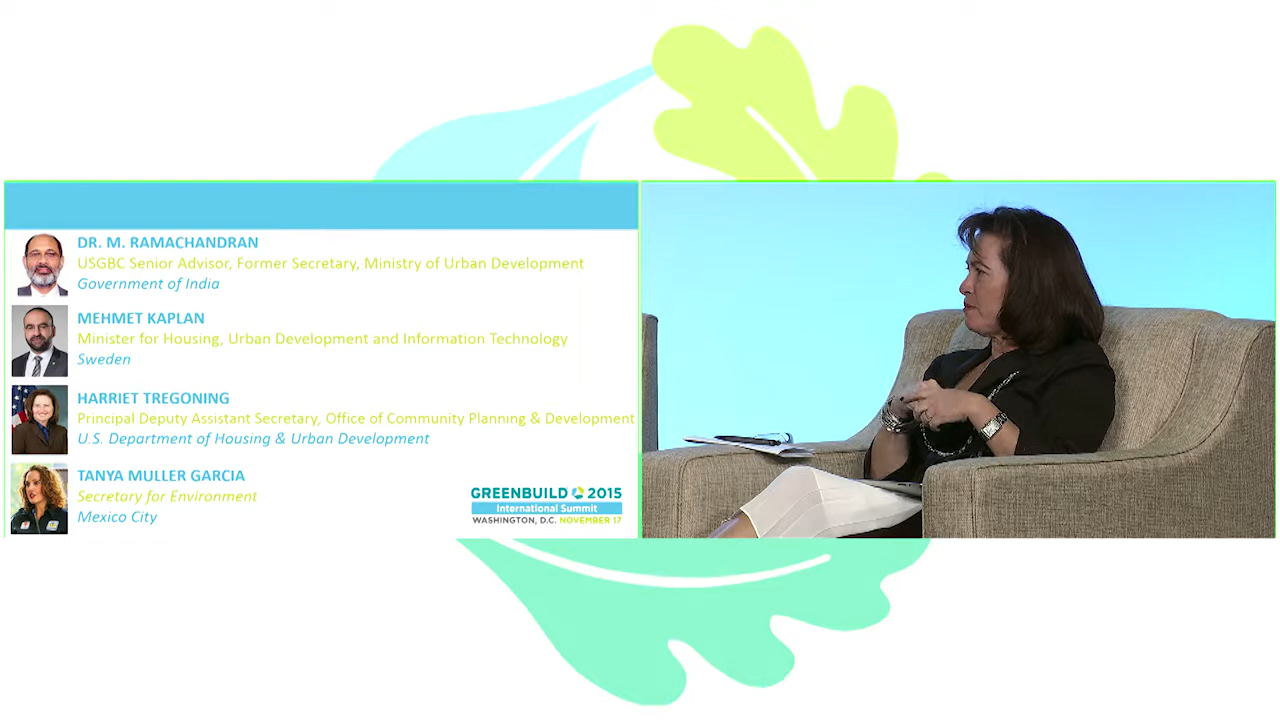 DR. M. RAMACHANDRAN
USGBC Senior Advisor, Former Secretary, Ministry of Urban Development
Government of India
MEHMET KAPLAN
Minister for Housing, Urban Development and Information Technology
Sweden
HARRIET TREGONING
Principal Deputy Assistant Secretary, Office of Community Planning & Development
U.S. Department of Housing & Urban Development
TANYA MULLER GARCIA
Secretary for Environment
Mexico City
GREENBUILD 2015
International Summit
WASHINGTON, D.C. NOVEMBER 17